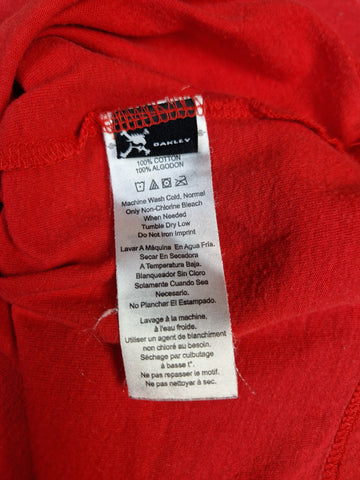 OAKLEY
100% COTTON
100% ALGODON
Machine Wash Cold, Normal
Only Non-Chlorine Bleach
When Needed
Tumble Dry Low
Do Not Iron Imprint
Lavar A Máquina En Agua Fria.
Secar En Secadora
A Temperatura Baja.
Blanqueador Sin Cloro
Solamente Cuando Sea
Necesario.
No Planchar El Estampado.
Lavage à la machine,
à l'eau froide.
Utiliser un agent de blanchiment
non chloré au besoin.
Séchage par culbutage
à basse t°.
Ne pas repasser le motif.
Ne pas nettoyer à sec.